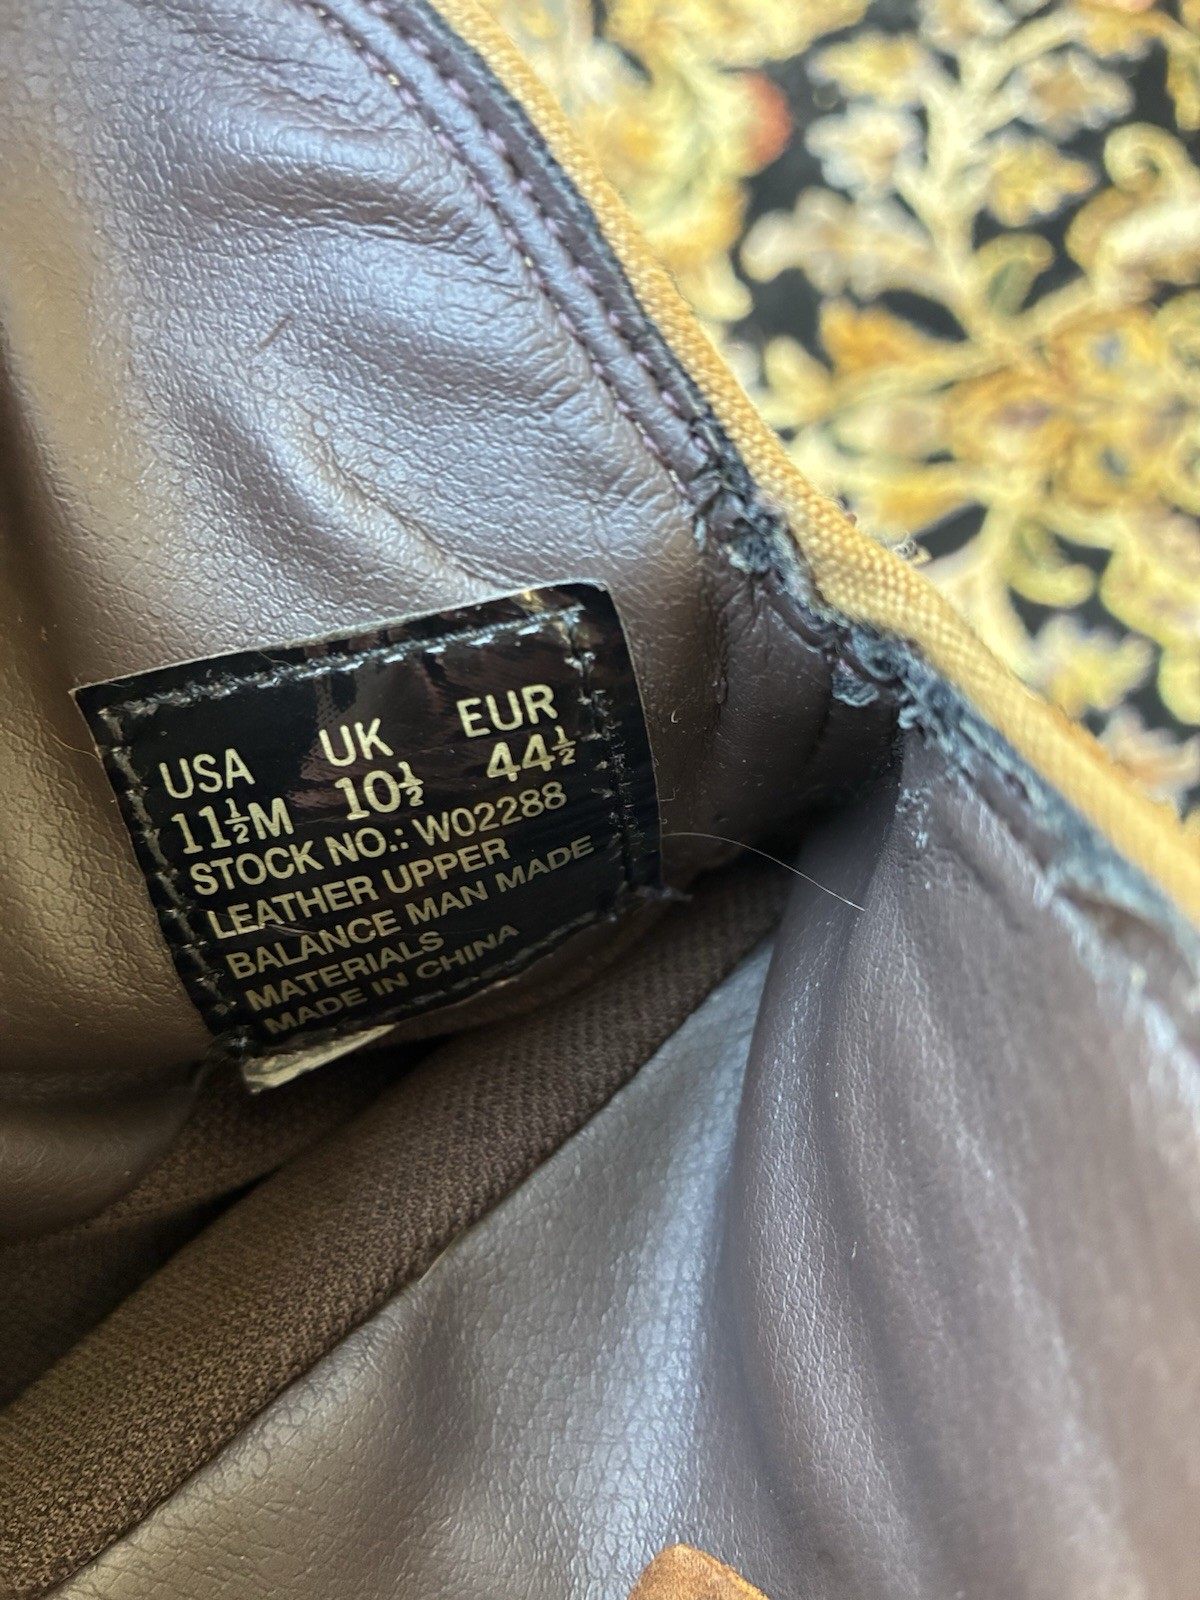 USA UK EUR
11½M 10½ 44½
STOCK NO.: W02288
LEATHER UPPER
BALANCE MAN MADE
MATERIALS
MADE IN CHINA